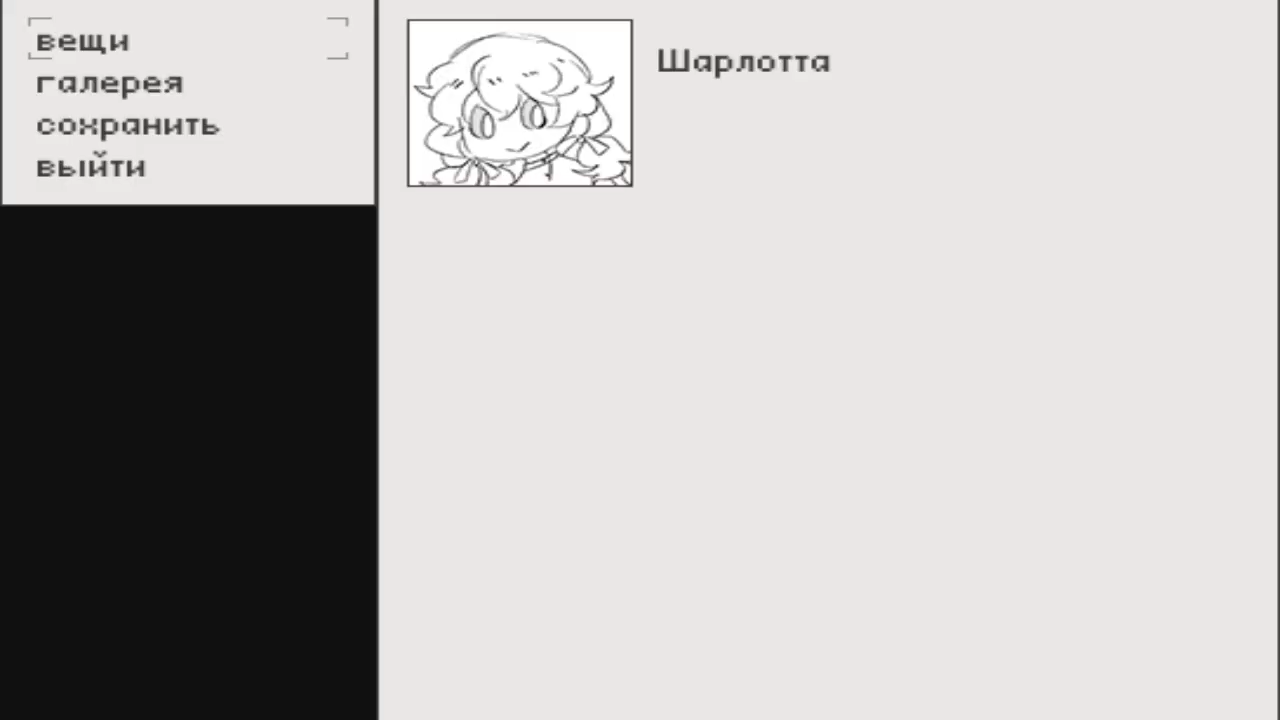 вещи
галерея
сохранить
выйти
Шарлотта